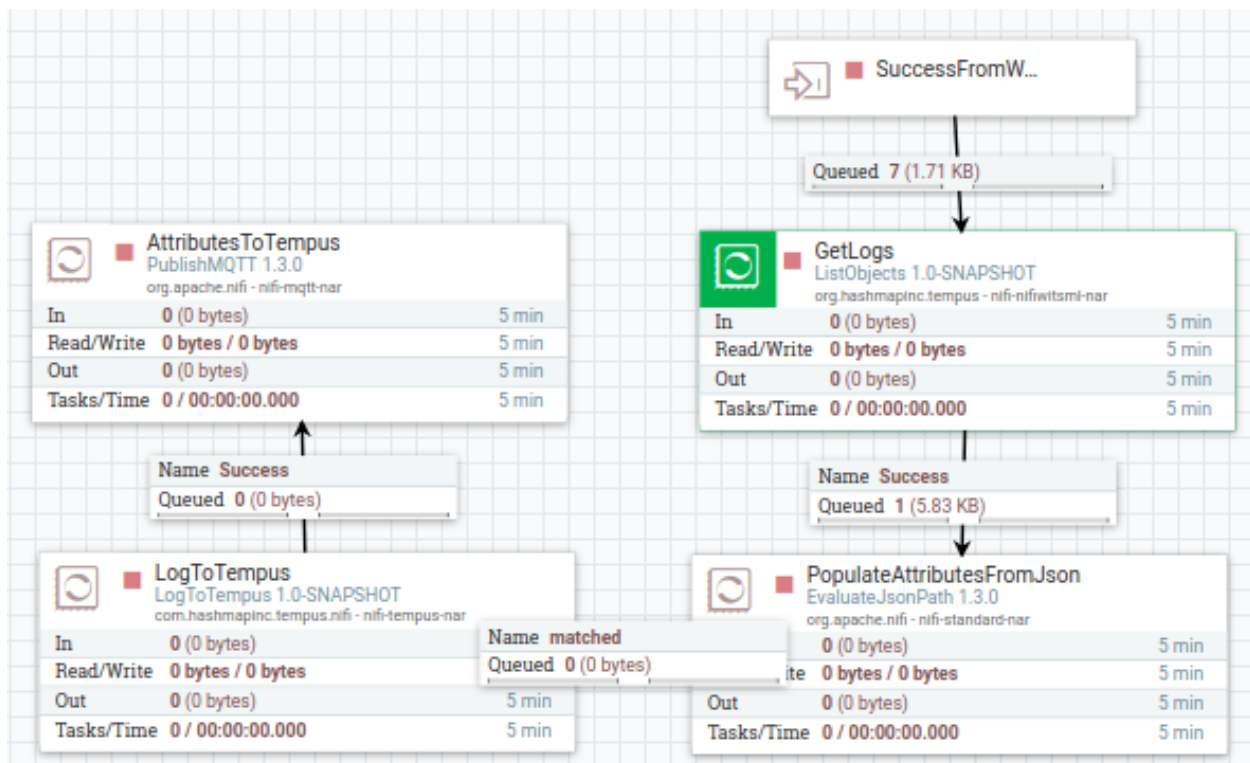 SuccessFromW...
Queued 7 (1.71 KB)
AttributesToTempus
PublishMQTT 1.3.0
org.apache.nifi - nifi-mqtt-nar
In 0 (0 bytes) 5 min
Read/Write 0 bytes / 0 bytes 5 min
Out 0 (0 bytes) 5 min
Tasks/Time 0 / 00:00:00.000 5 min
GetLogs
ListObjects 1.0-SNAPSHOT
org.hashmapinc.tempus - nifi-nifiwitsml-nar
In 0 (0 bytes) 5 min
Read/Write 0 bytes / 0 bytes 5 min
Out 0 (0 bytes) 5 min
Tasks/Time 0 / 00:00:00.000 5 min
Name Success
Queued 0 (0 bytes)
Name Success
Queued 1 (5.83 KB)
LogToTempus
LogToTempus 1.0-SNAPSHOT
com.hashmapinc.tempus.nifi - nifi-tempus-nar
In 0 (0 bytes)
Read/Write 0 bytes / 0 bytes
Out 0 (0 bytes) 5 min
Tasks/Time 0 / 00:00:00.000 5 min
Name matched
Queued 0 (0 bytes)
PopulateAttributesFromJson
EvaluateJsonPath 1.3.0
org.apache.nifi - nifi-standard-nar
0 (0 bytes) 5 min
ite 0 bytes / 0 bytes 5 min
Out 0 (0 bytes) 5 min
Tasks/Time 0 / 00:00:00.000 5 min